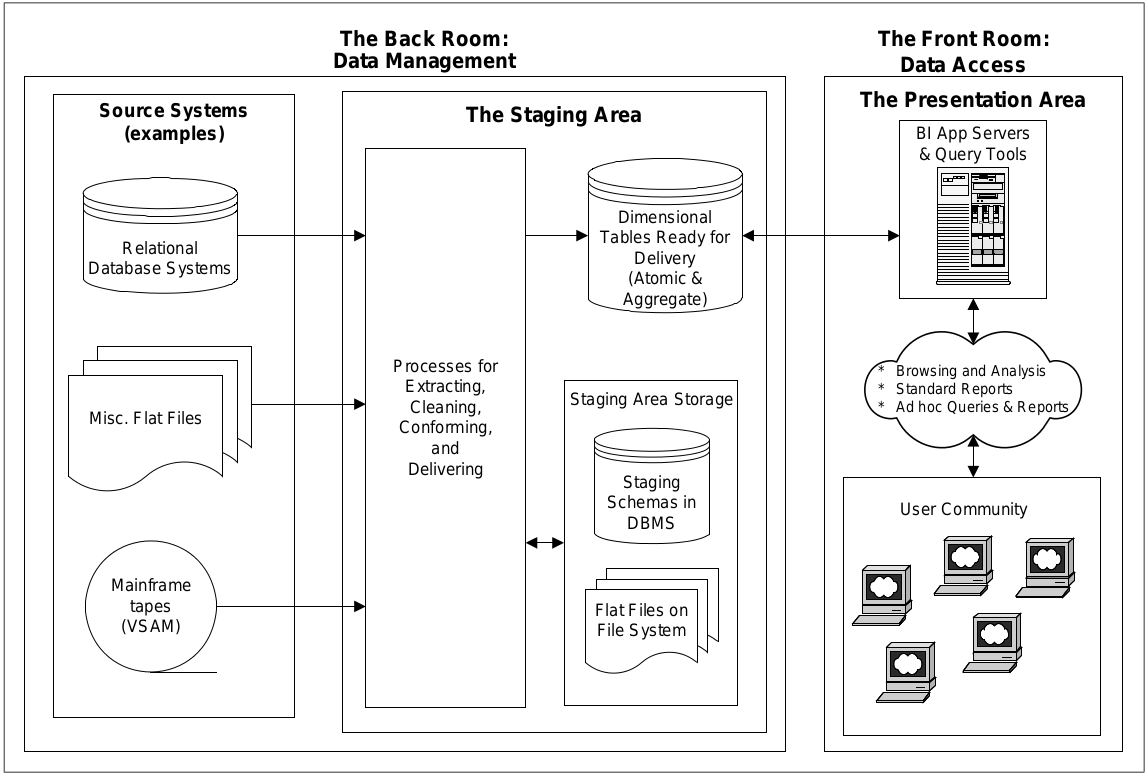 The Back Room:
Data Management
The Front Room:
Data Access
Source Systems
(examples)
Relational
Database Systems
Misc. Flat Files
Mainframe
tapes
(VSAM)
The Staging Area
Processes for
Extracting,
Cleaning,
Conforming,
and
Delivering
Dimensional
Tables Ready for
Delivery
(Atomic &
Aggregate)
Staging Area Storage
Staging
Schemas in
DBMS
Flat Files on
File System
The Presentation Area
BI App Servers
& Query Tools
* Browsing and Analysis
* Standard Reports
* Ad hoc Queries & Reports
User Community